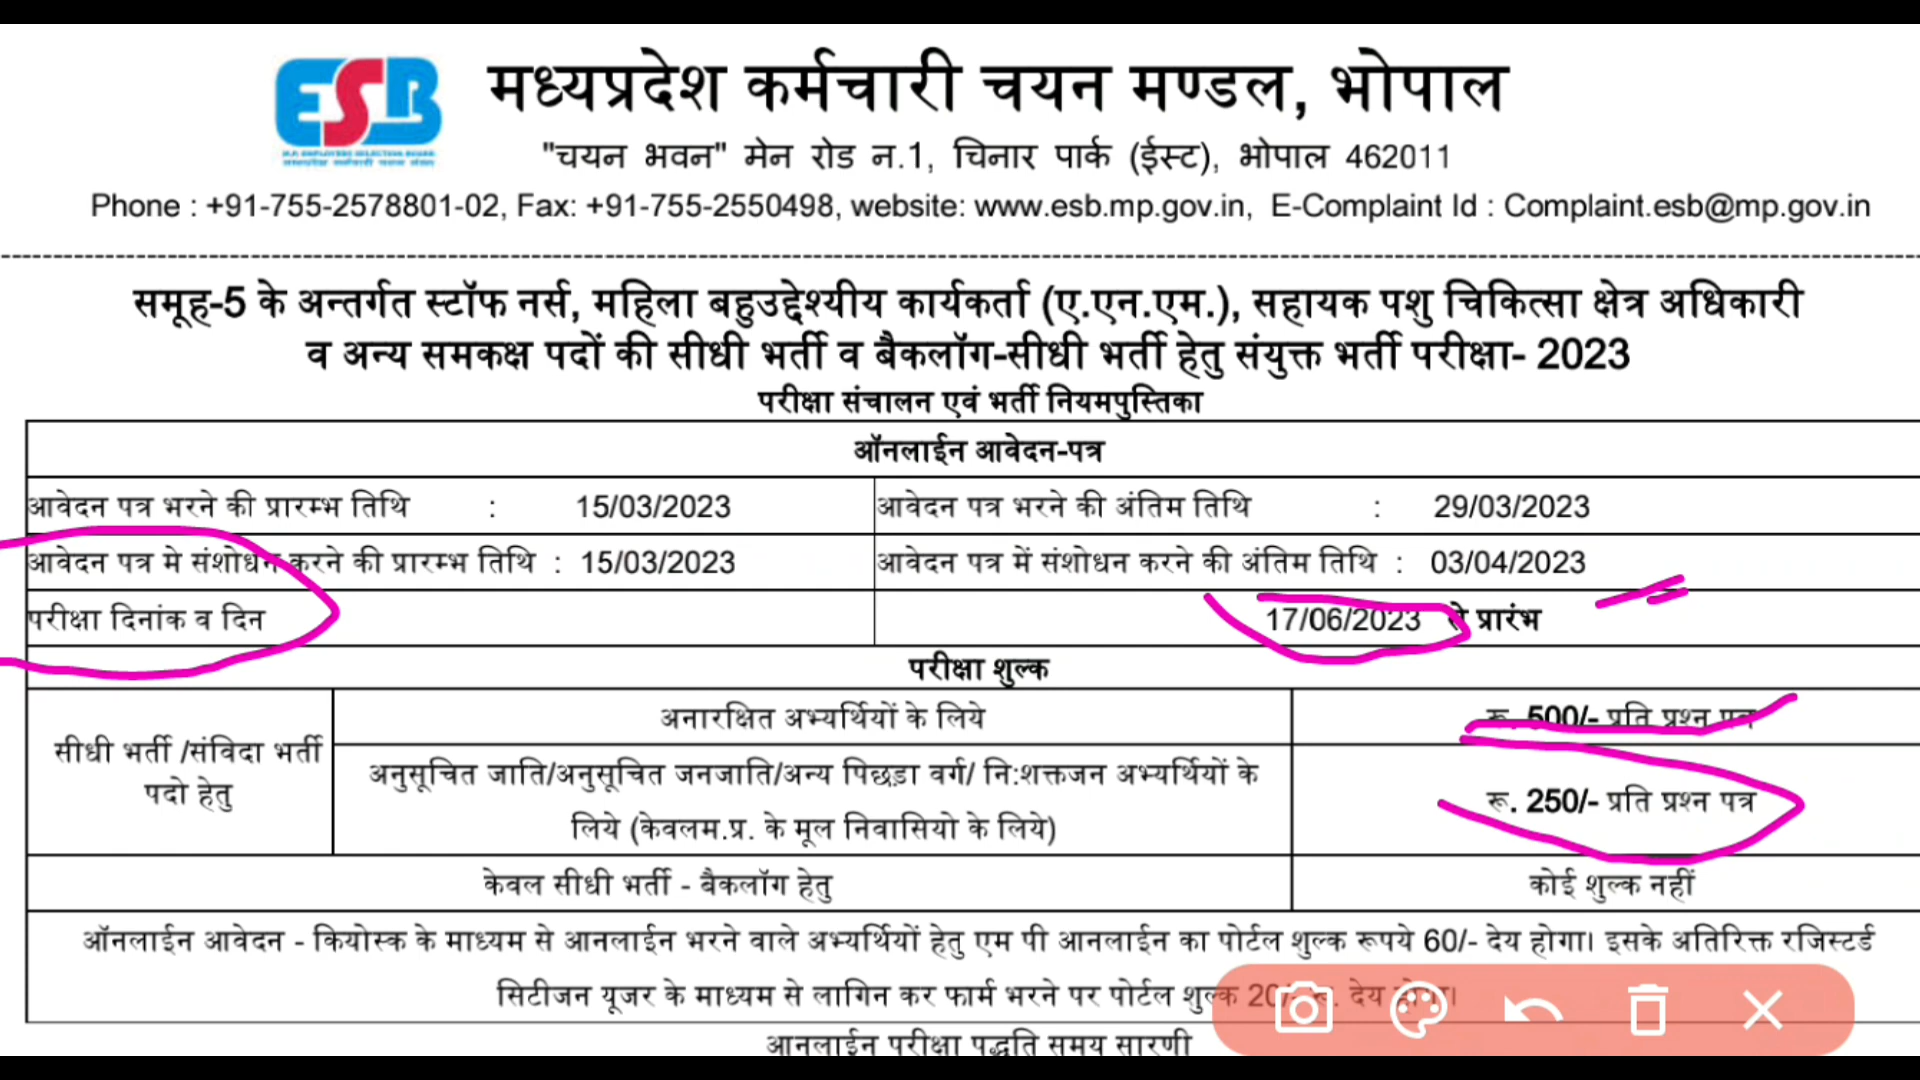 ESB
M.P. EMPLOYEES SELECTION BOARD
मध्यप्रदेश कर्मचारी चयन मण्डल, भोपाल
"चयन भवन" मेन रोड न.1, चिनार पार्क (ईस्ट), भोपाल 462011
Phone : +91-755-2578801-02, Fax: +91-755-2550498, website: www.esb.mp.gov.in, E-Complaint Id : Complaint.esb@mp.gov.in
समूह-5 के अन्तर्गत स्टॉफ नर्स, महिला बहुउद्देश्यीय कार्यकर्ता (ए.एन.एम.), सहायक पशु चिकित्सा क्षेत्र अधिकारी
व अन्य समकक्ष पदों की सीधी भर्ती व बैकलॉग-सीधी भर्ती हेतु संयुक्त भर्ती परीक्षा- 2023
परीक्षा संचालन एवं भर्ती नियमपुस्तिका
ऑनलाईन आवेदन-पत्र
आवेदन पत्र भरने की प्रारम्भ तिथि : 15/03/2023 आवेदन पत्र भरने की अंतिम तिथि : 29/03/2023
आवेदन पत्र मे संशोधन करने की प्रारम्भ तिथि : 15/03/2023 आवेदन पत्र में संशोधन करने की अंतिम तिथि : 03/04/2023
परीक्षा दिनांक व दिन 17/06/2023 से प्रारंभ
परीक्षा शुल्क
सीधी भर्ती /संविदा भर्ती
पदो हेतु
अनारक्षित अभ्यर्थियों के लिये रू. 500/- प्रति प्रश्न पत्र
अनुसूचित जाति/अनुसूचित जनजाति/अन्य पिछड़ा वर्ग/ नि:शक्तजन अभ्यर्थियों के
लिये (केवलम.प्र. के मूल निवासियो के लिये)
रू. 250/- प्रति प्रश्न पत्र
केवल सीधी भर्ती - बैकलॉग हेतु कोई शुल्क नहीं
ऑनलाईन आवेदन - कियोस्क के माध्यम से आनलाईन भरने वाले अभ्यर्थियों हेतु एम पी आनलाईन का पोर्टल शुल्क रूपये 60/- देय होगा। इसके अतिरिक्त रजिस्टर्ड
सिटीजन यूजर के माध्यम से लागिन कर फार्म भरने पर पोर्टल शुल्क 20/- रू. देय होगा।
आनलाईन परीक्षा पद्धति समय सारणी